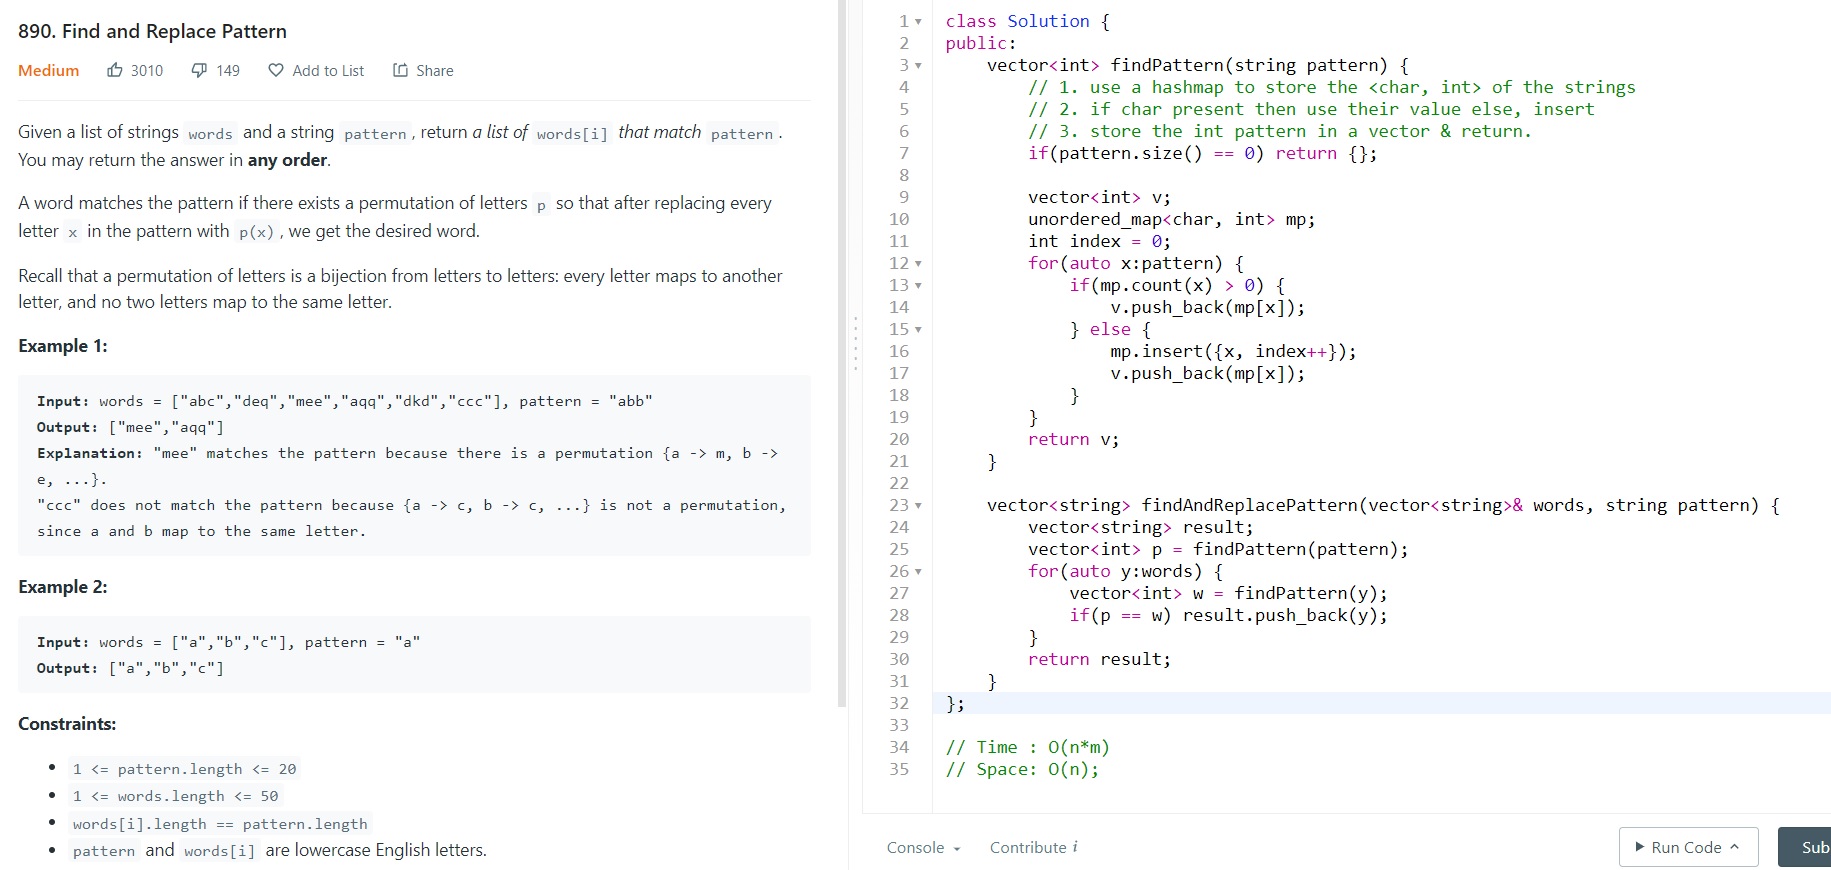 890. Find and Replace Pattern
Medium 3010 149 Add to List Share
Given a list of strings words and a string pattern, return a list of words[i] that match pattern.
You may return the answer in any order.
A word matches the pattern if there exists a permutation of letters p so that after replacing every
letter x in the pattern with p(x), we get the desired word.
Recall that a permutation of letters is a bijection from letters to letters: every letter maps to another
letter, and no two letters map to the same letter.
Example 1:
Input: words = ["abc","deq","mee","aqq","dkd","ccc"], pattern = "abb"
Output: ["mee","aqq"]
Explanation: "mee" matches the pattern because there is a permutation {a -> m, b ->
e, ...}.
"ccc" does not match the pattern because {a -> c, b -> c, ...} is not a permutation,
since a and b map to the same letter.
Example 2:
Input: words = ["a","b","c"], pattern = "a"
Output: ["a","b","c"]
Constraints:
• 1 <= pattern.length <= 20
• 1 <= words.length <= 50
• words[i].length == pattern.length
• pattern and words[i] are lowercase English letters.
1 class Solution {
2 public:
3     vector<int> findPattern(string pattern) {
4         // 1. use a hashmap to store the <char, int> of the strings
5         // 2. if char present then use their value else, insert
6         // 3. store the int pattern in a vector & return.
7         if(pattern.size() == 0) return {};
8
9         vector<int> v;
10         unordered_map<char, int> mp;
11         int index = 0;
12         for(auto x:pattern) {
13             if(mp.count(x) > 0) {
14                 v.push_back(mp[x]);
15             } else {
16                 mp.insert({x, index++});
17                 v.push_back(mp[x]);
18             }
19         }
20         return v;
21     }
22
23     vector<string> findAndReplacePattern(vector<string>& words, string pattern) {
24         vector<string> result;
25         vector<int> p = findPattern(pattern);
26         for(auto y:words) {
27             vector<int> w = findPattern(y);
28             if(p == w) result.push_back(y);
29         }
30         return result;
31     }
32 };
33
34 // Time : O(n*m)
35 // Space: O(n);
Console Contribute i Run Code Sub